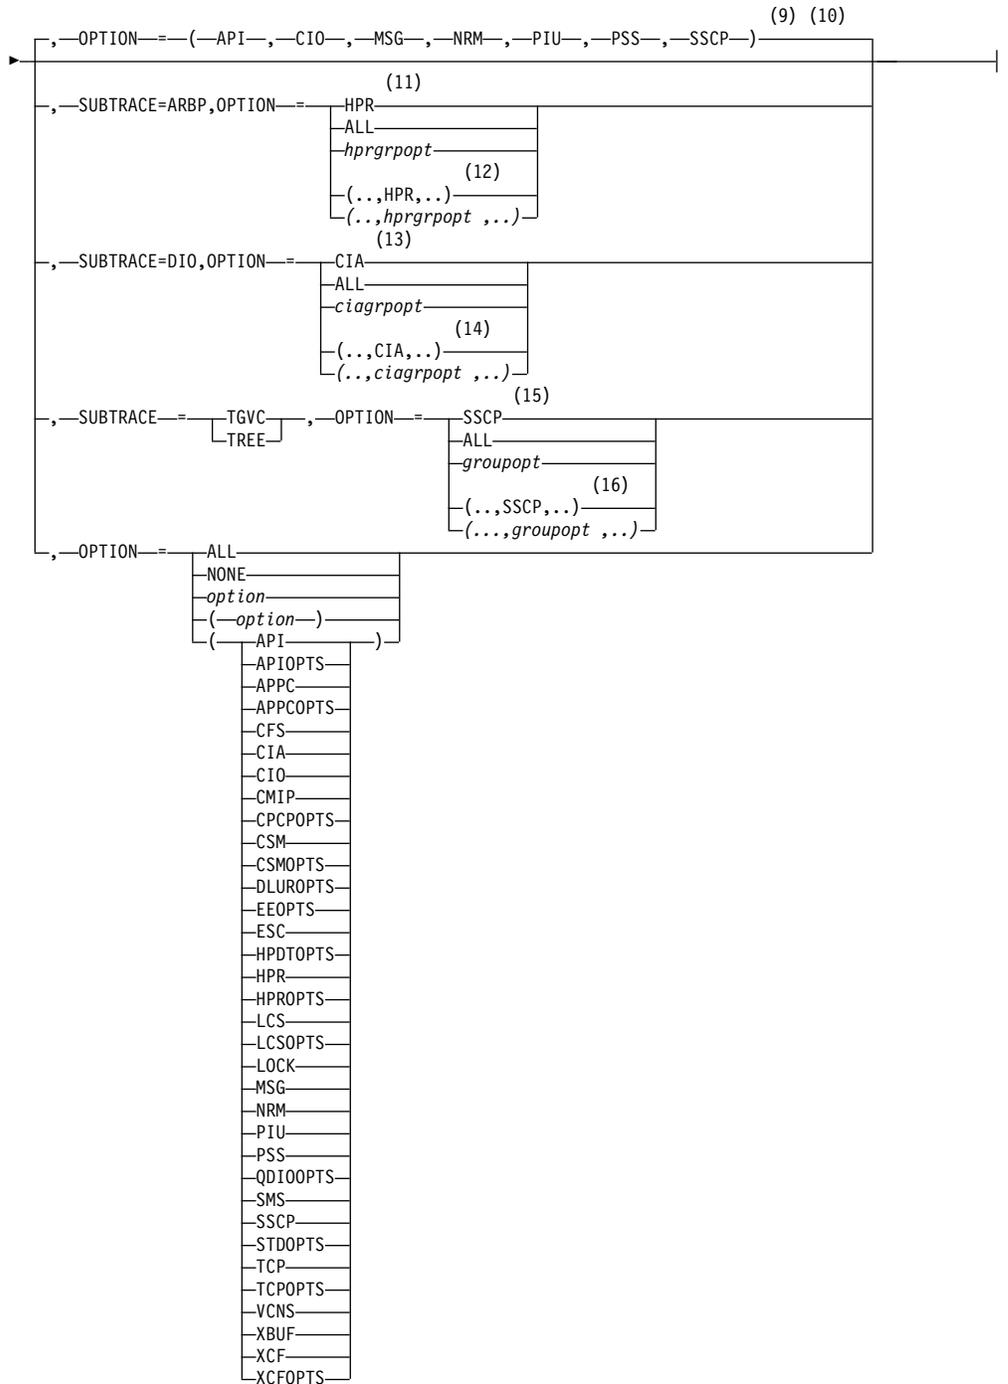 (9) (10)
, OPTION = ( API ,CIO ,MSG ,NRM ,PIU ,PSS ,SSCP )
(11)
, SUBTRACE=ARBP,OPTION = HPR
ALL
hprgrpopt
(12)
(..,HPR,..)
(..,hprgrpopt ,..)
(13)
, SUBTRACE=DIO,OPTION = CIA
ALL
ciagrpopt
(14)
(..,CIA,..)
(..,ciagrpopt ,..)
(15)
, SUBTRACE = TGVC , OPTION = SSCP
TREE ALL
groupopt
(16)
(..,SSCP,..)
(...,groupopt ,..)
, OPTION = ALL
NONE
option
( option )
( API )
APIOPTS
APPC
APPCOPTS
CFS
CIA
CIO
CMIP
CPCPOPTS
CSM
CSMOPTS
DLUROPTS
EEOPTS
ESC
HPDTOPTS
HPR
HPROPTS
LCS
LCSOPTS
LOCK
MSG
NRM
PIU
PSS
QDIOOPTS
SMS
SSCP
STDOPTS
TCP
TCPOPTS
VCNS
XBUF
XCF
XCFOPTS